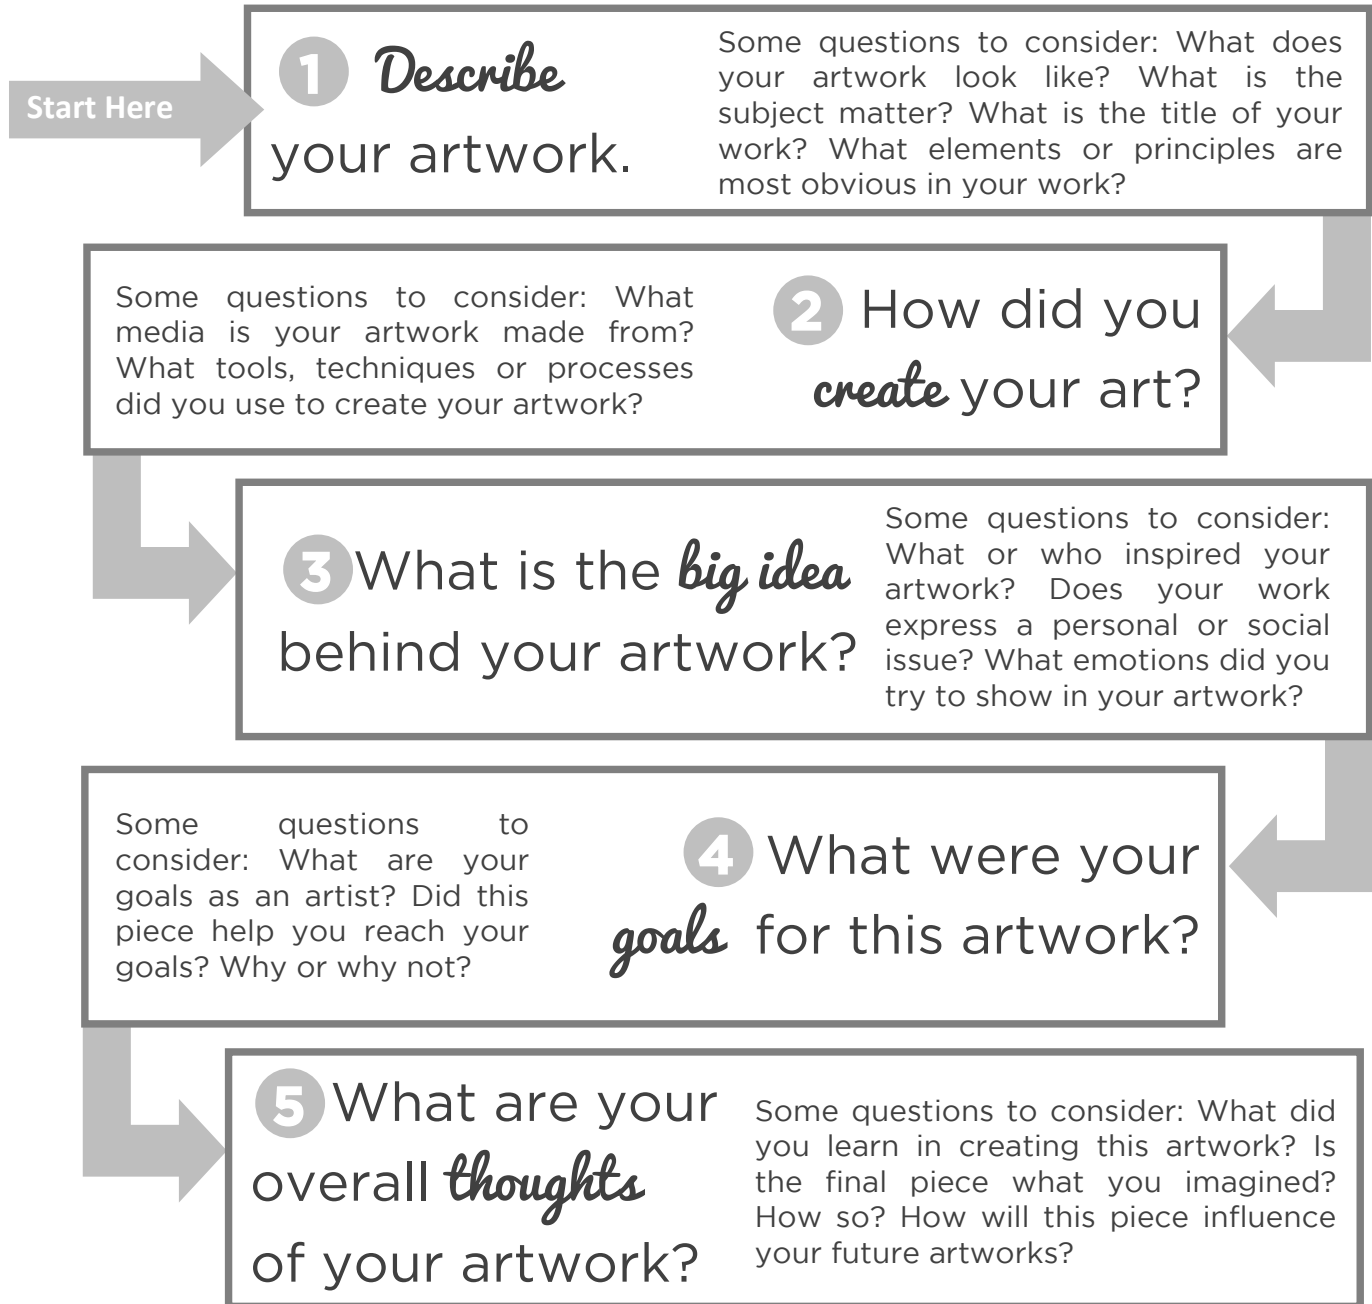 Start Here
1 Describe
your artwork.
Some questions to consider: What does
your artwork look like? What is the
subject matter? What is the title of your
work? What elements or principles are
most obvious in your work?
2 How did you
create your art?
Some questions to consider: What
media is your artwork made from?
What tools, techniques or processes
did you use to create your artwork?
3 What is the big idea
behind your artwork?
Some questions to consider:
What or who inspired your
artwork? Does your work
express a personal or social
issue? What emotions did you
try to show in your artwork?
4 What were your
goals for this artwork?
Some questions to
consider: What are your
goals as an artist? Did this
piece help you reach your
goals? Why or why not?
5 What are your
overall thoughts
of your artwork?
Some questions to consider: What did
you learn in creating this artwork? Is
the final piece what you imagined?
How so? How will this piece influence
your future artworks?